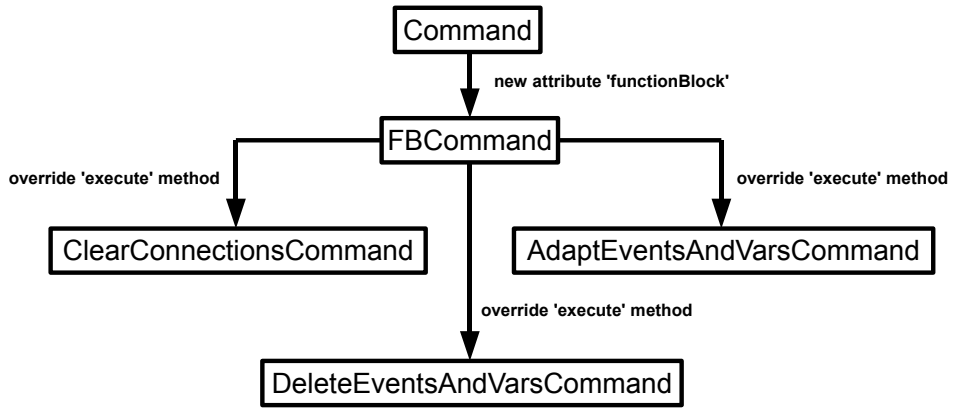 Command
new attribute 'functionBlock'
FBCommand
override 'execute' method
override 'execute' method
ClearConnectionsCommand
AdaptEventsAndVarsCommand
override 'execute' method
DeleteEventsAndVarsCommand